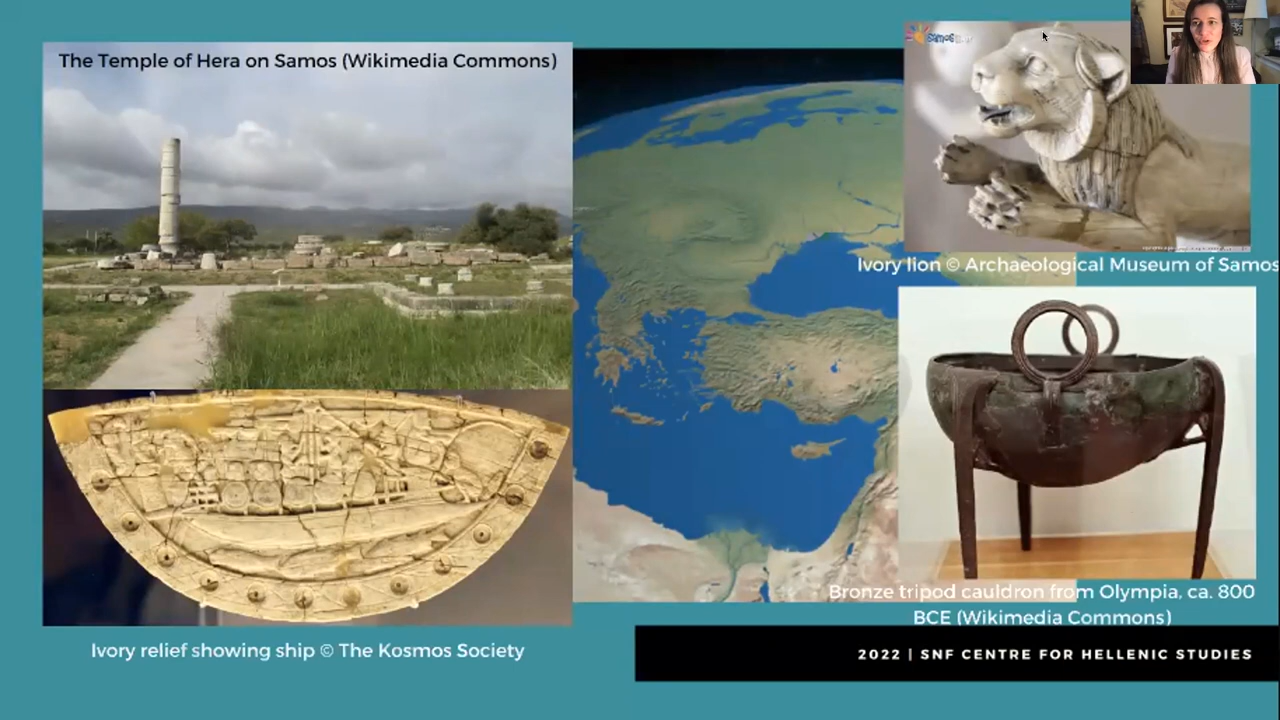 The Temple of Hera on Samos (Wikimedia Commons)
samos
Ivory lion © Archaeological Museum of Samos
Bronze tripod cauldron from Olympia, ca. 800
BCE (Wikimedia Commons)
Ivory relief showing ship © The Kosmos Society
2022 | SNF CENTRE FOR HELLENIC STUDIES